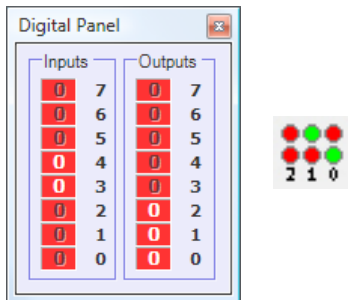 Digital Panel
Inputs Outputs
0 7 0 7
0 6 0 6
0 5 0 5
0 4 0 4
0 3 0 3
0 2 0 2
0 1 0 1
0 0 0 0
2 1 0